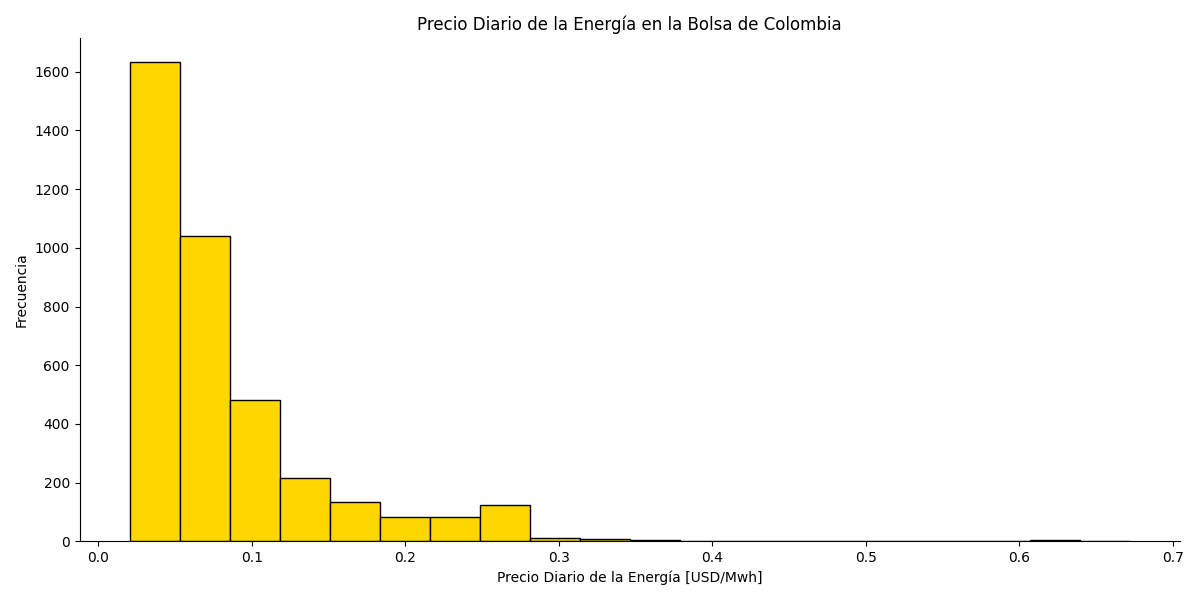 Precio Diario de la Energía en la Bolsa de Colombia
Frecuencia
1600
1400
1200
1000
800
600
400
200
0
0.0 0.1 0.2 0.3 0.4 0.5 0.6 0.7
Precio Diario de la Energía [USD/Mwh]